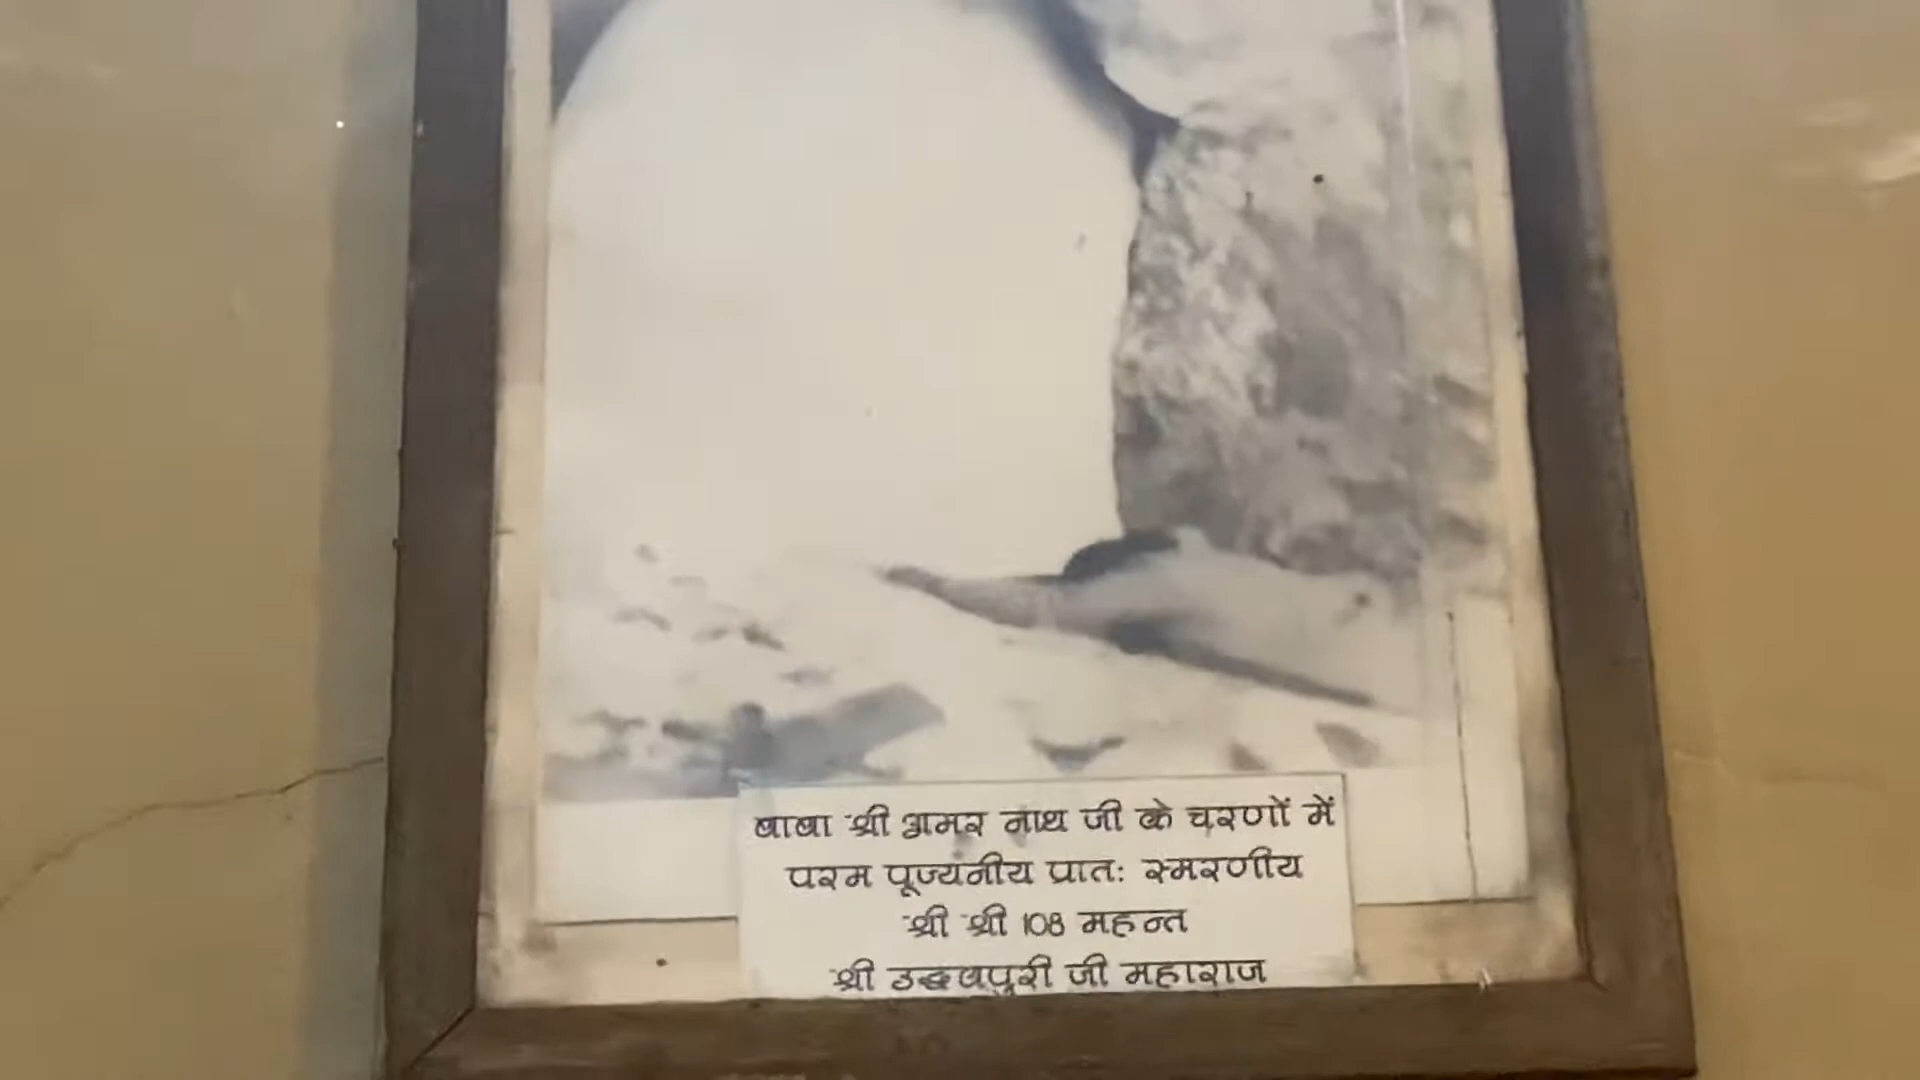 बाबा श्री अमर नाथ जी के चरणों में
परम पूज्यनीय प्रातः स्मरणीय
श्री श्री 108 महन्त
श्री उद्धवपुरी जी महाराज